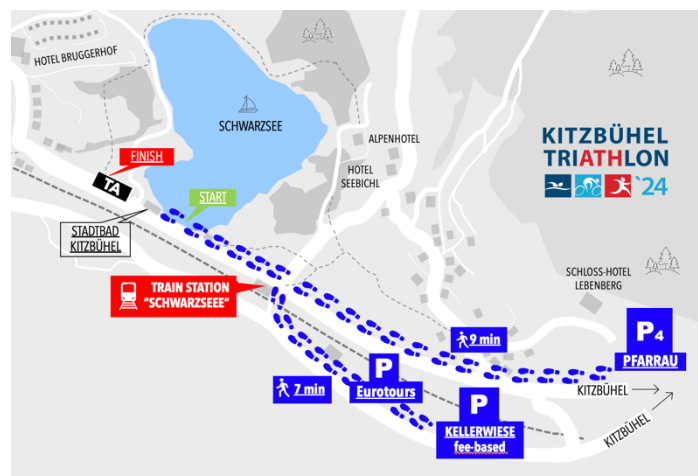 HOTEL BRUGGERHOF
SCHWARZSEE
ALPENHOTEL
HOTEL
SEEBICHL
KITZBÜHEL
TRIATHLON
`24
FINISH
TA
START
STADTBAD
KITZBÜHEL
TRAIN STATION
"SCHWARZSEEE"
SCHLOSS-HOTEL
LEBENBERG
P4
PFARRAU
9 min
7 min
P
Eurotours
P
KELLERWIESE
fee-based
KITZBÜHEL
KITZBÜHEL